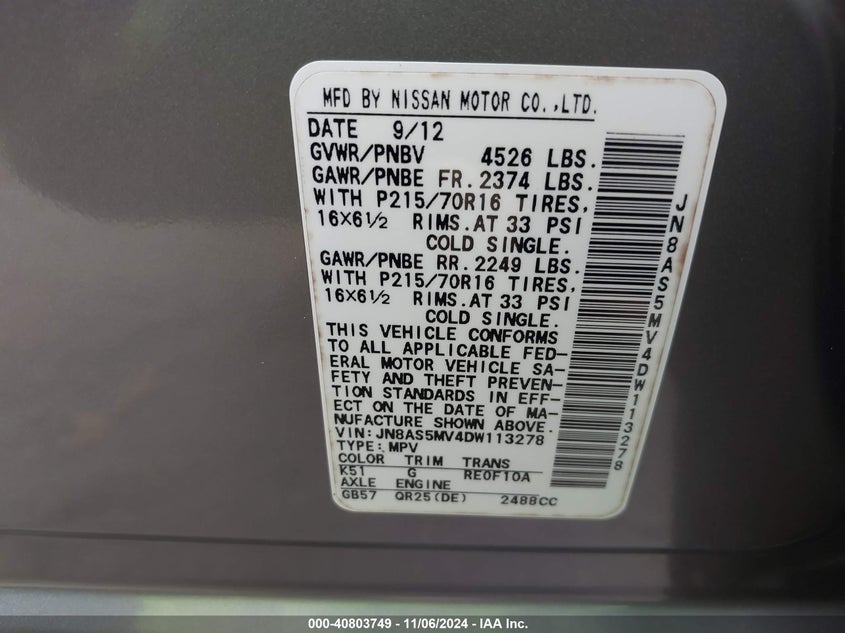 MFD BY NISSAN MOTOR CO.,LTD.
DATE 9/12
GVWR/PNBV 4526 LBS.
GAWR/PNBE FR. 2374 LBS.
WITH P215/70R16 TIRES,
16X6½ RIMS.AT 33 PSI
COLD SINGLE.
GAWR/PNBE RR. 2249 LBS.
WITH P215/70R16 TIRES,
16X6½ RIMS.AT 33 PSI
COLD SINGLE.
THIS VEHICLE CONFORMS
TO ALL APPLICABLE FED-
ERAL MOTOR VEHICLE SA-
FETY AND THEFT PREVEN-
TION STANDARDS IN EFF-
ECT ON THE DATE OF MA-
NUFACTURE SHOWN ABOVE.
VIN: JN8AS5MV4DW113278
TYPE: MPV
COLOR TRIM TRANS
K51 G RE0F10A
AXLE ENGINE
GB57 QR25(DE) 2488CC
JN8AS5MV4DW113278
000-40803749 - 11/06/2024 - IAA Inc.